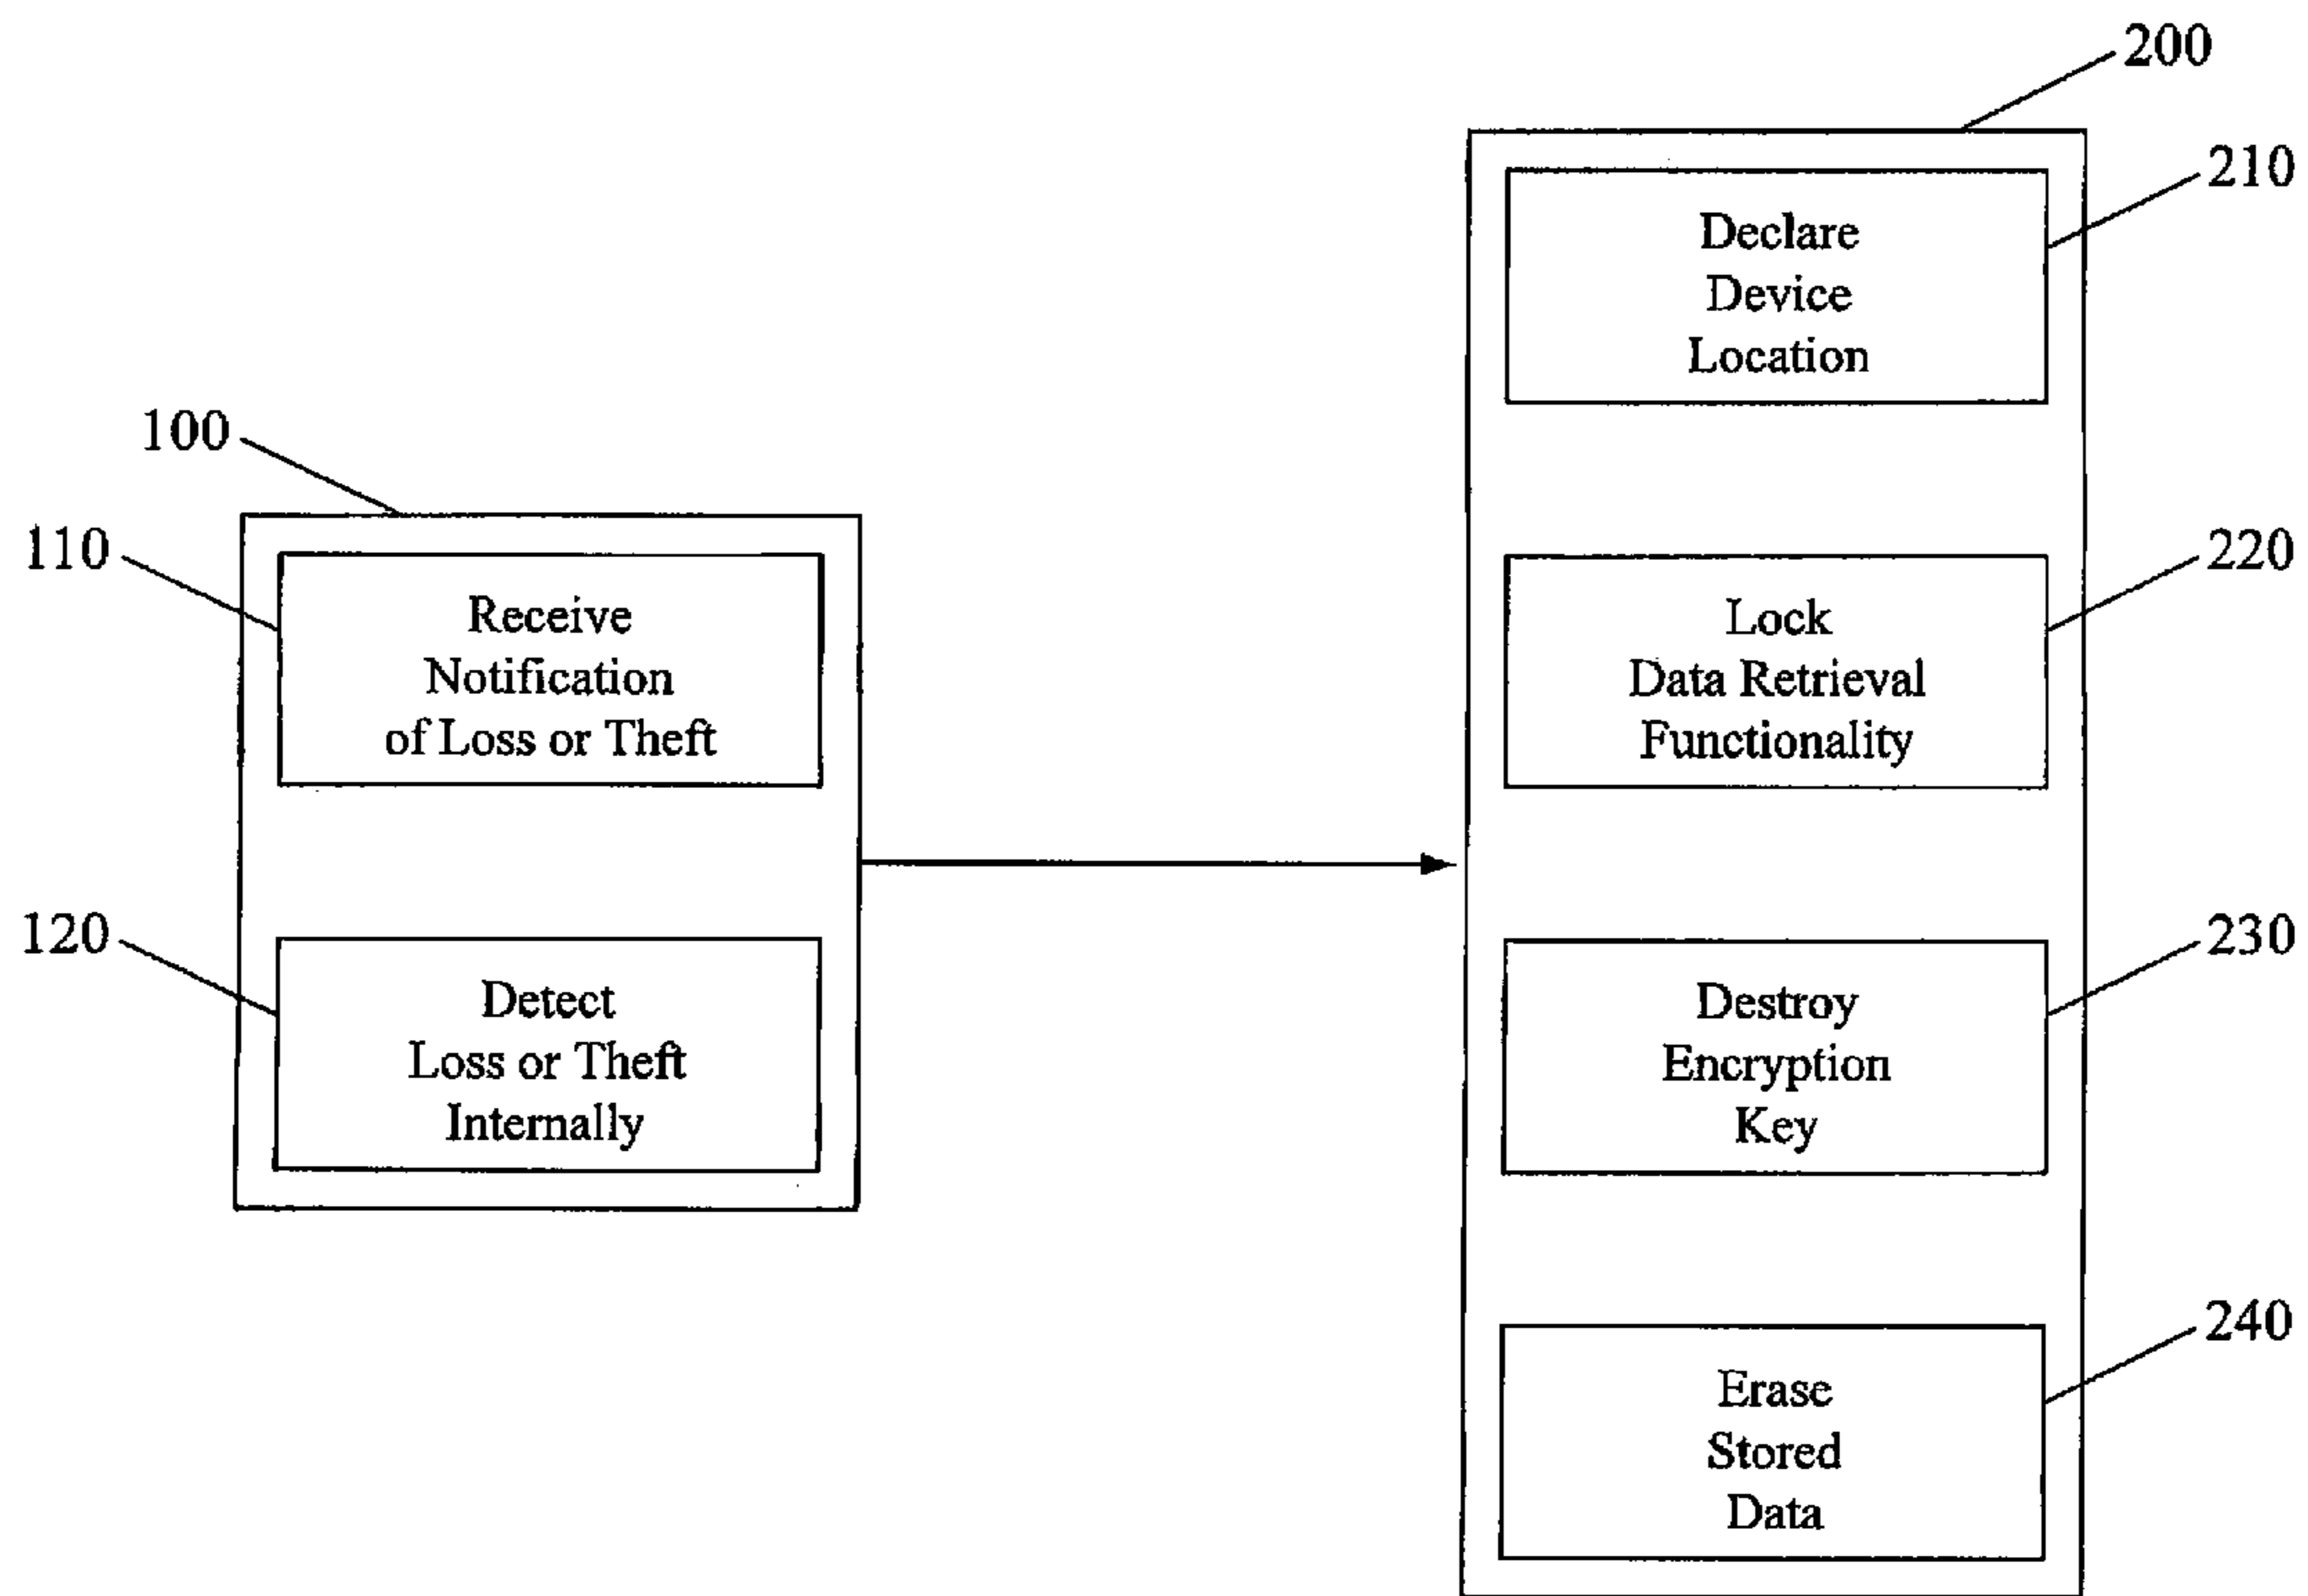 200
210
Declare
Device
Location
100
110
Receive
Notification
of Loss or Theft
220
Lock
Data Retrieval
Functionality
120
Detect
Loss or Theft
Internally
230
Destroy
Encryption
Key
240
Erase
Stored
Data